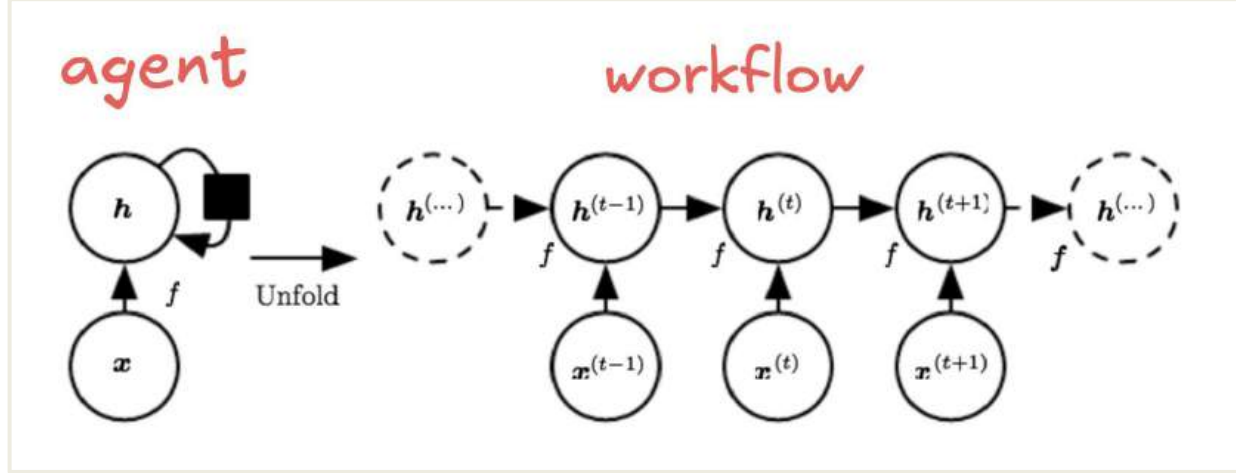 agent
workflow
h
h(...)
h(t−1)
h(t)
h(t+1)
h(...)
f
f
f
f
f
Unfold
x
x(t−1)
x(t)
x(t+1)